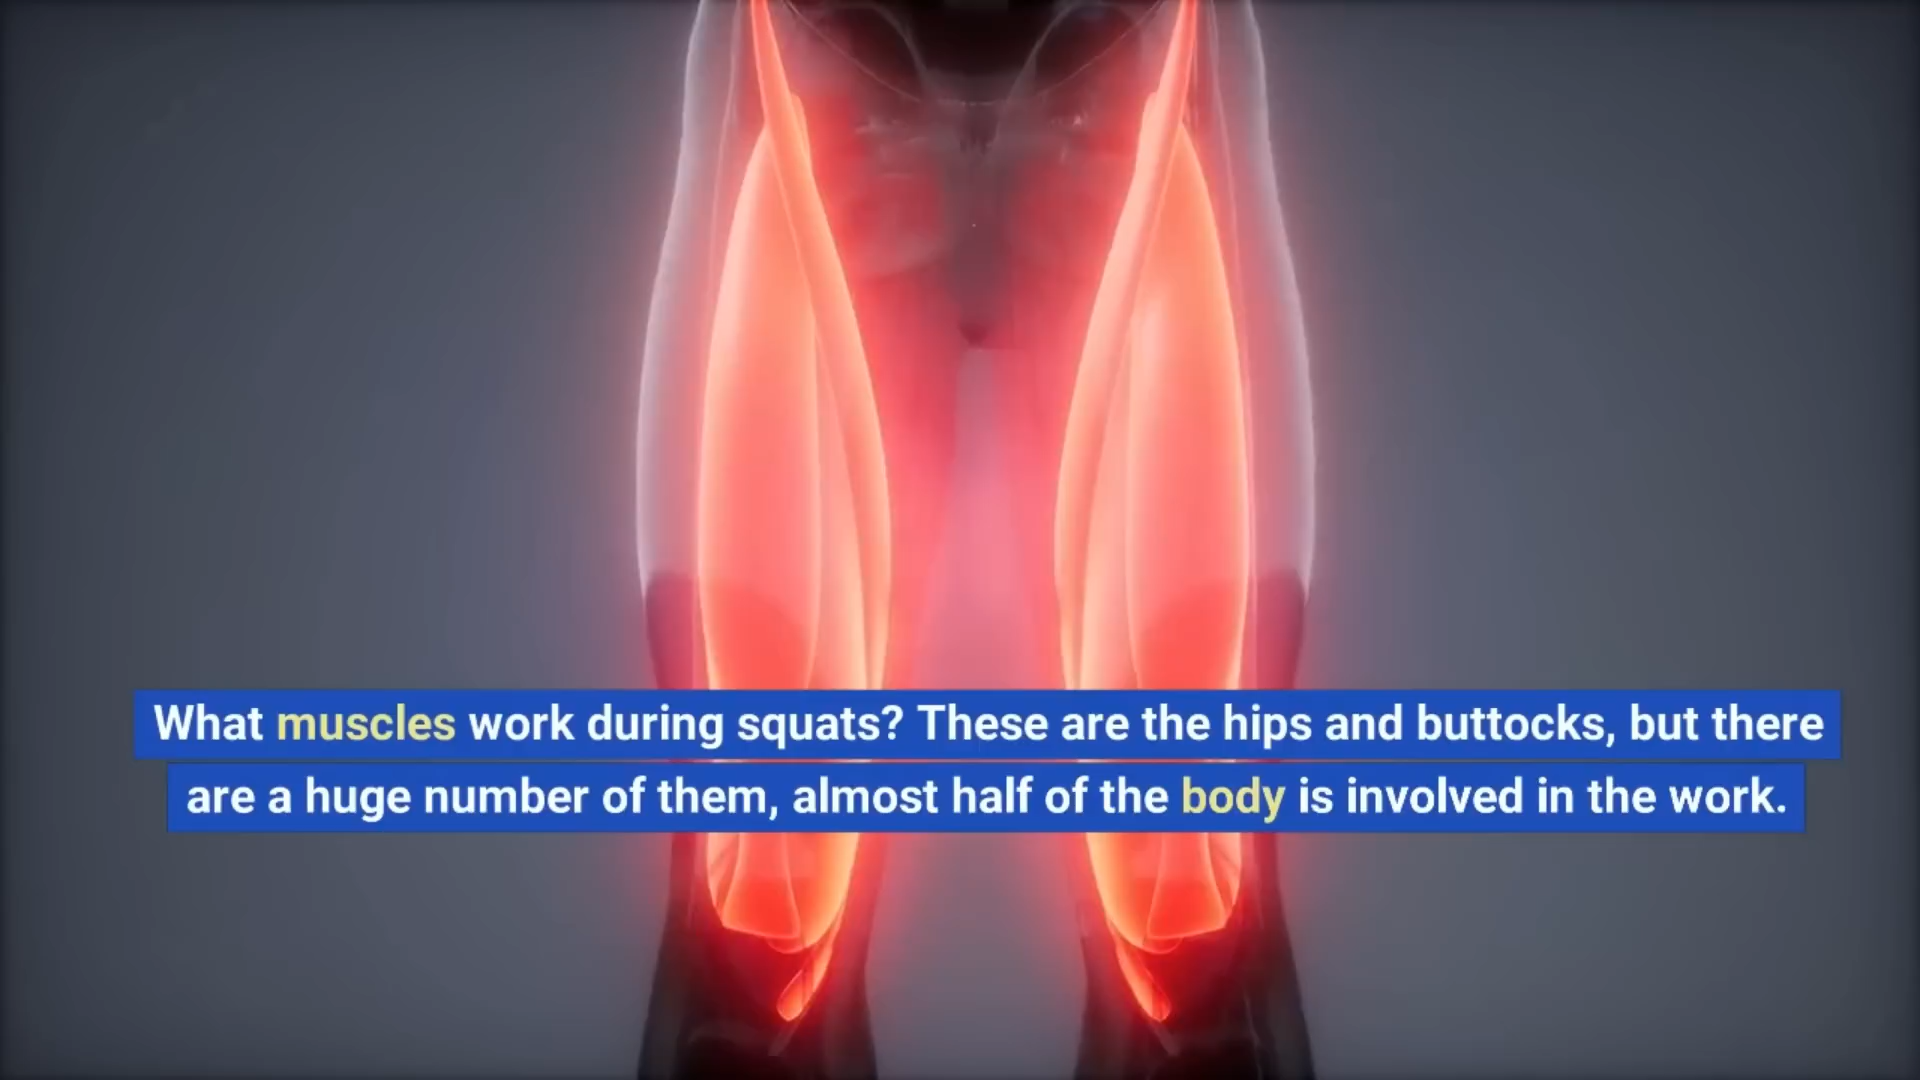 What muscles work during squats? These are the hips and buttocks, but there
are a huge number of them, almost half of the body is involved in the work.